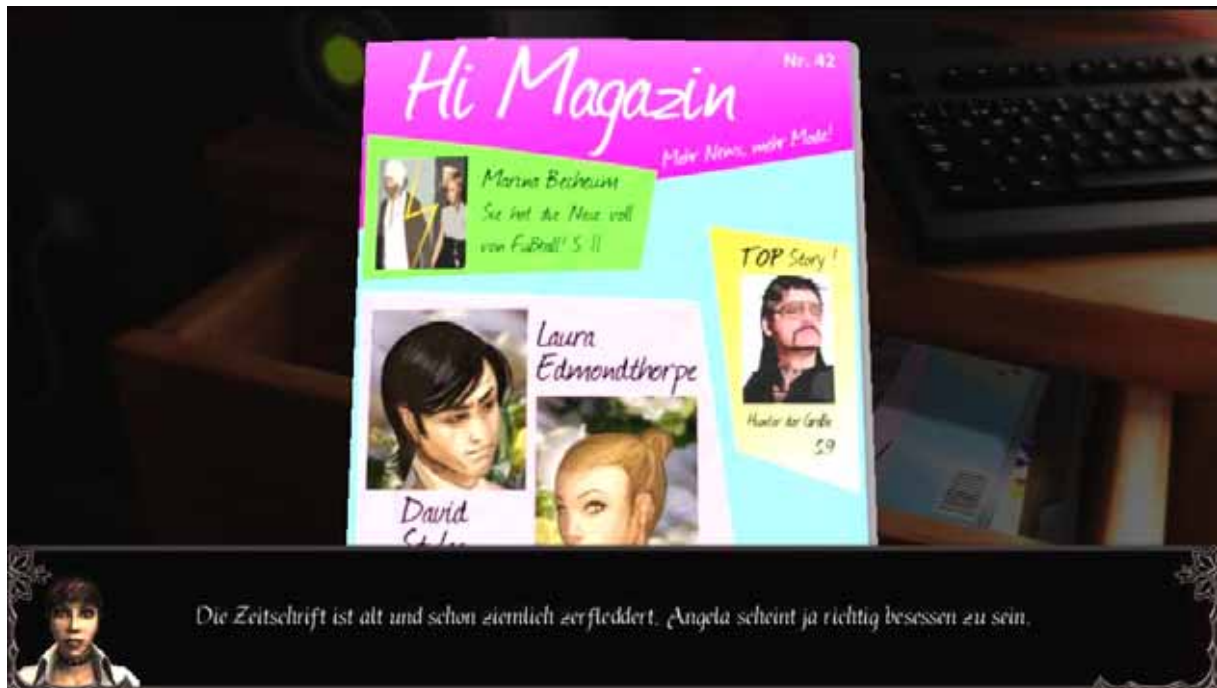 Hi Magazin
Nr. 42
Mehr News, mehr Mode!
Marina Becheum
Sie hat die Nase voll
von Fußball! S. 11
TOP Story!
Hunter der Größe
S9
Laura
Edmondthorpe
David
Die Zeitschrift ist alt und schon ziemlich zerfleddert. Angela scheint ja richtig besessen zu sein.